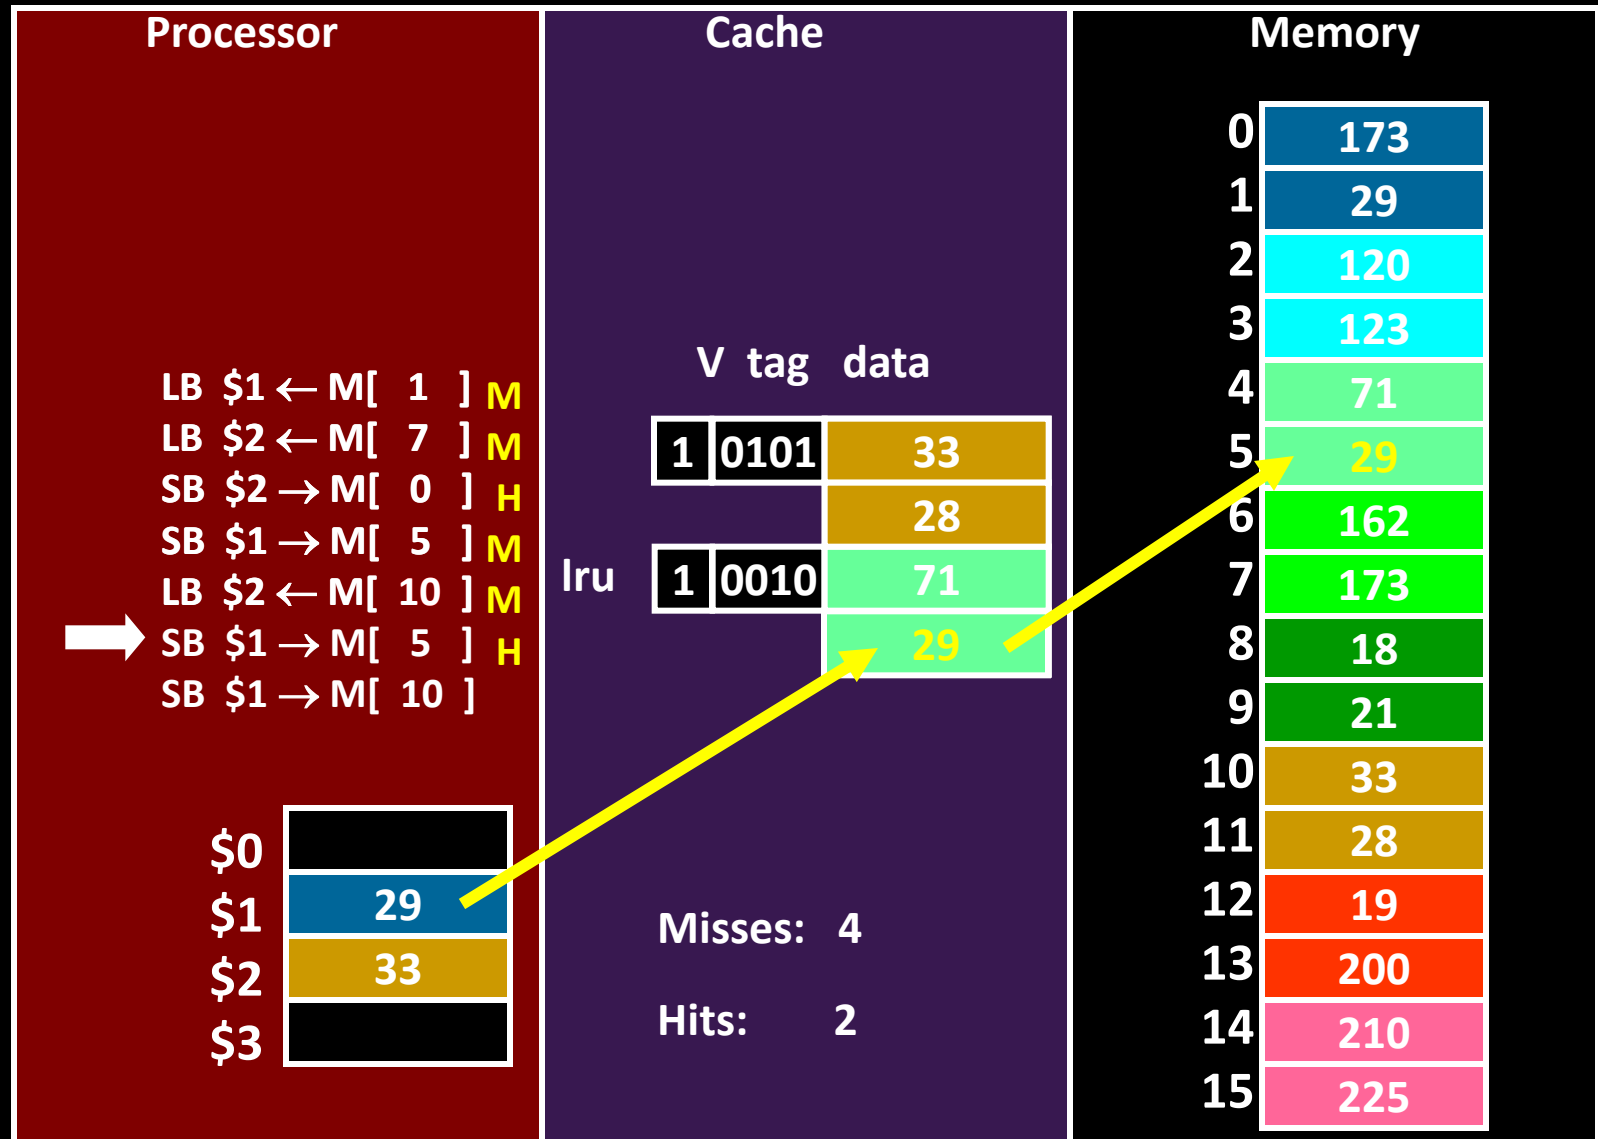 Processor
LB $1 ← M[ 1 ] M
LB $2 ← M[ 7 ] M
SB $2 → M[ 0 ] H
SB $1 → M[ 5 ] M
LB $2 ← M[ 10 ] M
SB $1 → M[ 5 ] H
SB $1 → M[ 10 ]
$0
$1 29
$2 33
$3
Cache
V tag data
1 0101 33
28
lru 1 0010 71
29
Misses: 4
Hits: 2
Memory
0 173
1 29
2 120
3 123
4 71
5 29
6 162
7 173
8 18
9 21
10 33
11 28
12 19
13 200
14 210
15 225